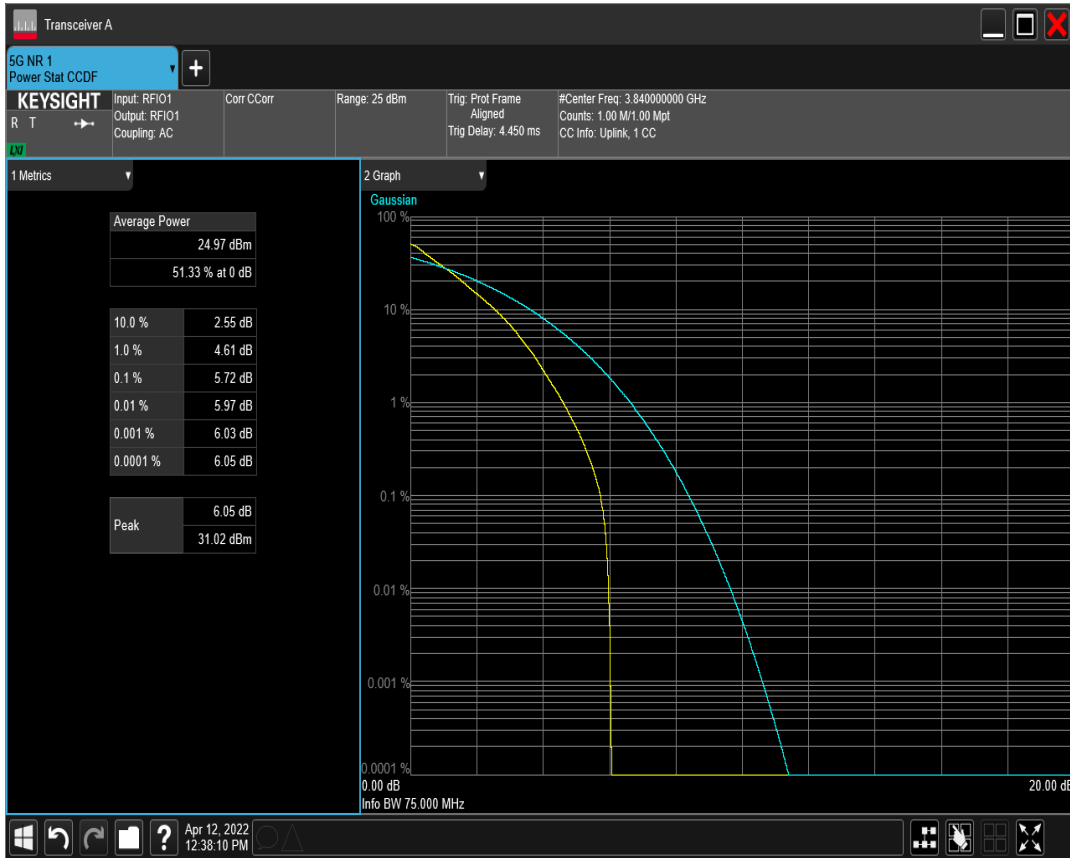 Transceiver A
5G NR 1
Power Stat CCDF
+
KEYSIGHT
R T
LXI
Input: RFIO1
Output: RFIO1
Coupling: AC
Corr CCorr
Range: 25 dBm
Trig: Prot Frame
Aligned
Trig Delay: 4.450 ms
#Center Freq: 3.840000000 GHz
Counts: 1.00 M/1.00 Mpt
CC Info: Uplink, 1 CC
1 Metrics
Average Power
24.97 dBm
51.33 % at 0 dB
10.0 % 2.55 dB
1.0 % 4.61 dB
0.1 % 5.72 dB
0.01 % 5.97 dB
0.001 % 6.03 dB
0.0001 % 6.05 dB
Peak
6.05 dB
31.02 dBm
2 Graph
Gaussian
100 %
10 %
1 %
0.1 %
0.01 %
0.001 %
0.0001 %
0.00 dB 20.00 dB
Info BW 75.000 MHz
? Apr 12, 2022
12:38:10 PM